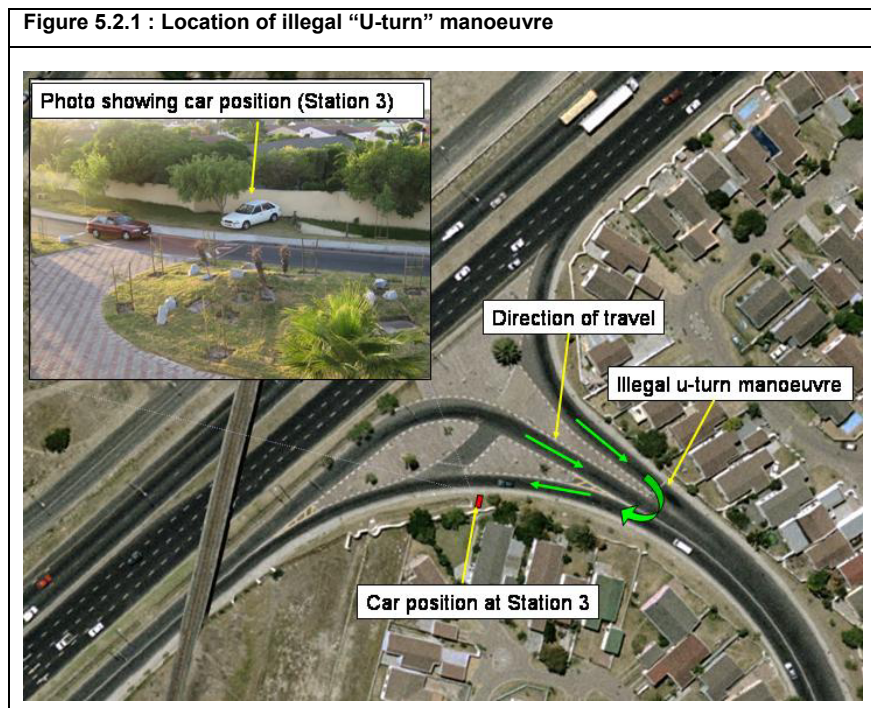 Figure 5.2.1 : Location of illegal “U-turn” manoeuvre
Photo showing car position (Station 3)
Direction of travel
Illegal u-turn manoeuvre
Car position at Station 3